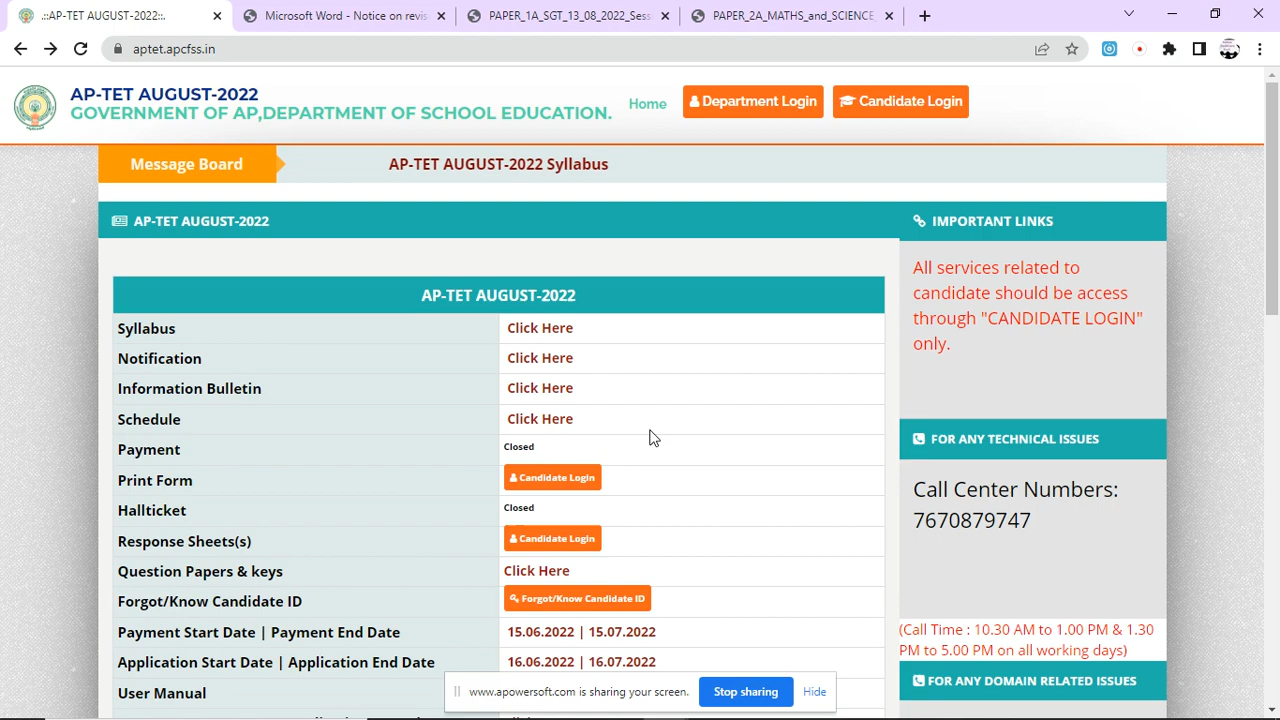 .::AP-TET AUGUST-2022::.
Microsoft Word - Notice on revis
PAPER_1A_SGT_13_08_2022_Sess
PAPER_2A_MATHS_and_SCIENCE_
aptet.apcfss.in
AP-TET AUGUST-2022
GOVERNMENT OF AP,DEPARTMENT OF SCHOOL EDUCATION.
Home
Department Login
Candidate Login
Message Board
AP-TET AUGUST-2022 Syllabus
AP-TET AUGUST-2022
AP-TET AUGUST-2022
Syllabus Click Here
Notification Click Here
Information Bulletin Click Here
Schedule Click Here
Payment Closed
Print Form Candidate Login
Hallticket Closed
Response Sheets(s) Candidate Login
Question Papers & keys Click Here
Forgot/Know Candidate ID Forgot/Know Candidate ID
Payment Start Date | Payment End Date 15.06.2022 | 15.07.2022
Application Start Date | Application End Date 16.06.2022 | 16.07.2022
User Manual
IMPORTANT LINKS
All services related to
candidate should be access
through "CANDIDATE LOGIN"
only.
FOR ANY TECHNICAL ISSUES
Call Center Numbers:
7670879747
(Call Time : 10.30 AM to 1.00 PM & 1.30
PM to 5.00 PM on all working days)
FOR ANY DOMAIN RELATED ISSUES
www.apowersoft.com is sharing your screen.
Stop sharing
Hide